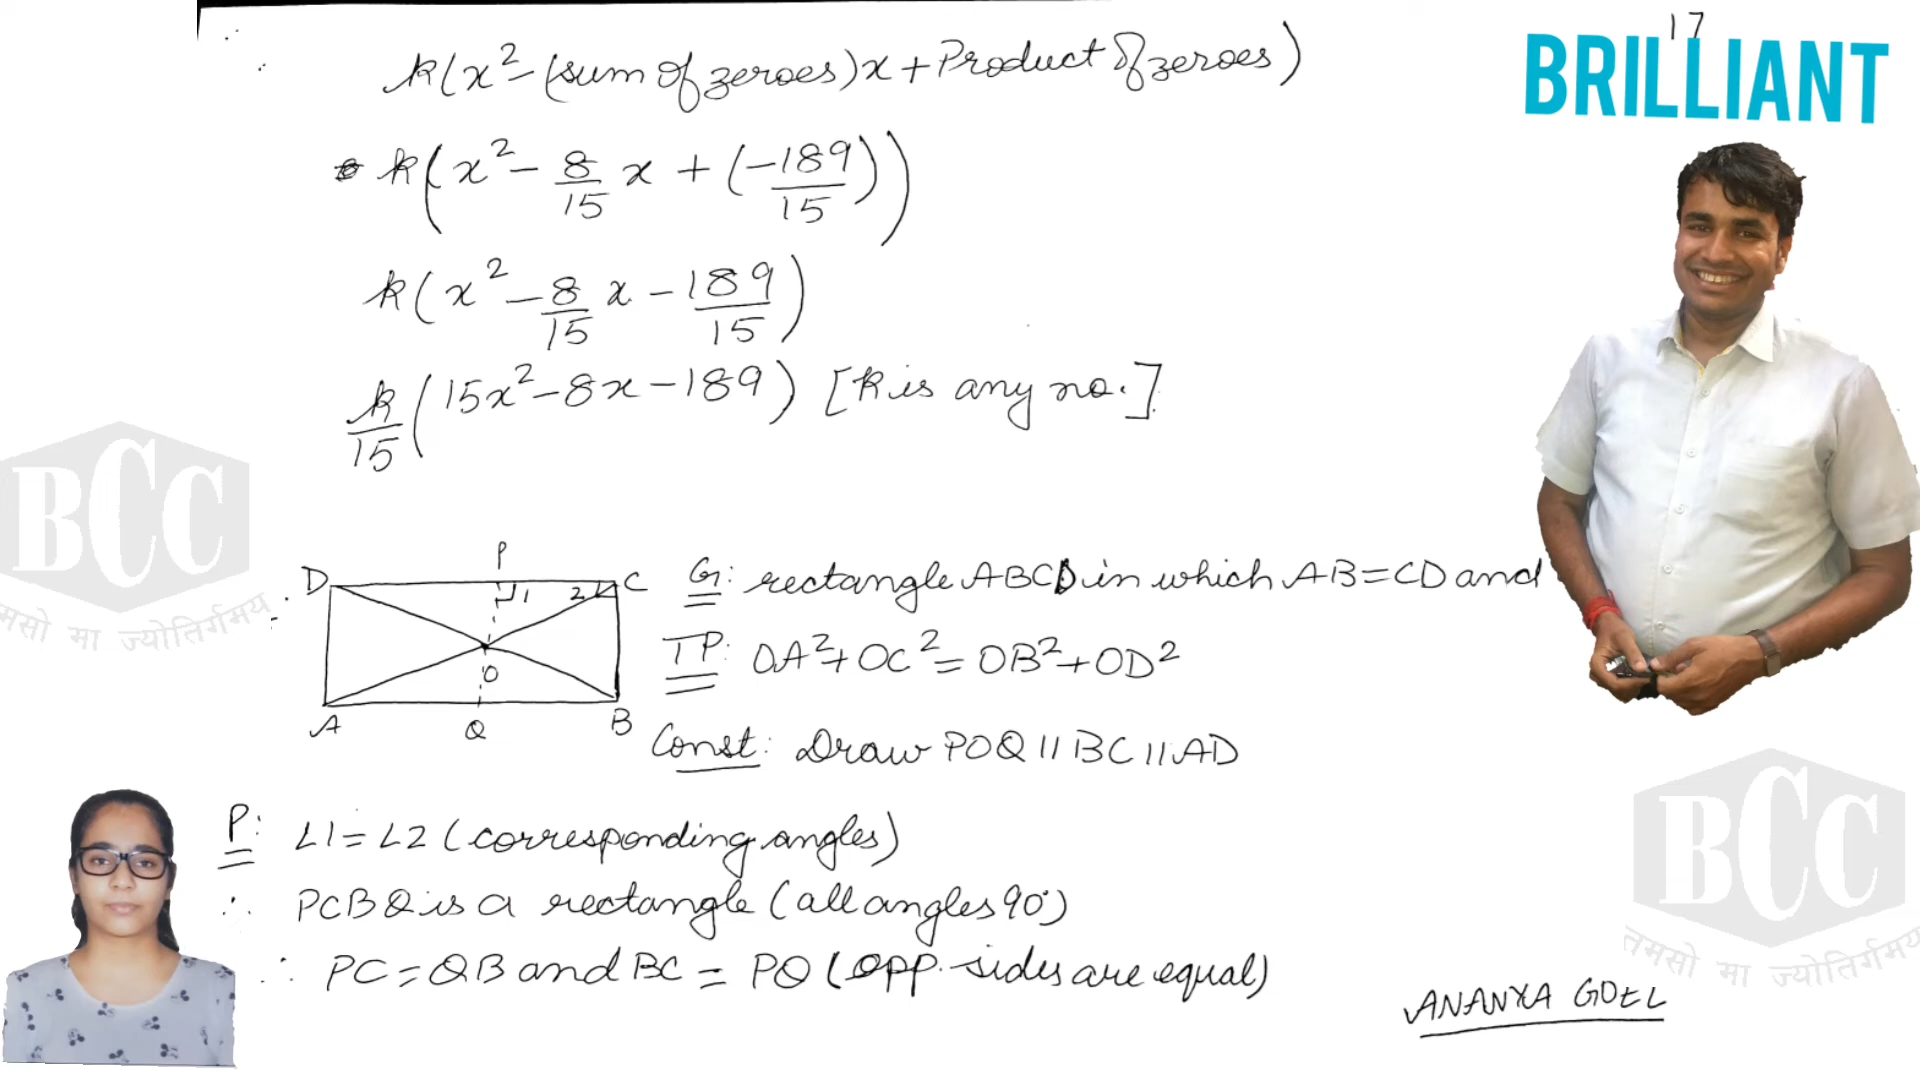 17
BRILLIANT
k(x² - (sum of zeroes)x + Product of zeroes)
k(x² - 8/15 x + (-189/15))
k(x² - 8/15 x - 189/15)
k/15 (15x² - 8x - 189) [k is any no.]
BCC
तमसो मा ज्योतिर्गमय
D P C
1 2
O
A Q B
G: rectangle ABCD in which AB = CD and
TP: OA² + OC² = OB² + OD²
Const: Draw POQ || BC || AD
P: ∠1 = ∠2 (corresponding angles)
∴ PCBQ is a rectangle (all angles 90°)
∴ PC = QB and BC = PQ (opp. sides are equal)
BCC
तमसो मा ज्योतिर्गमय
ANANYA GOEL